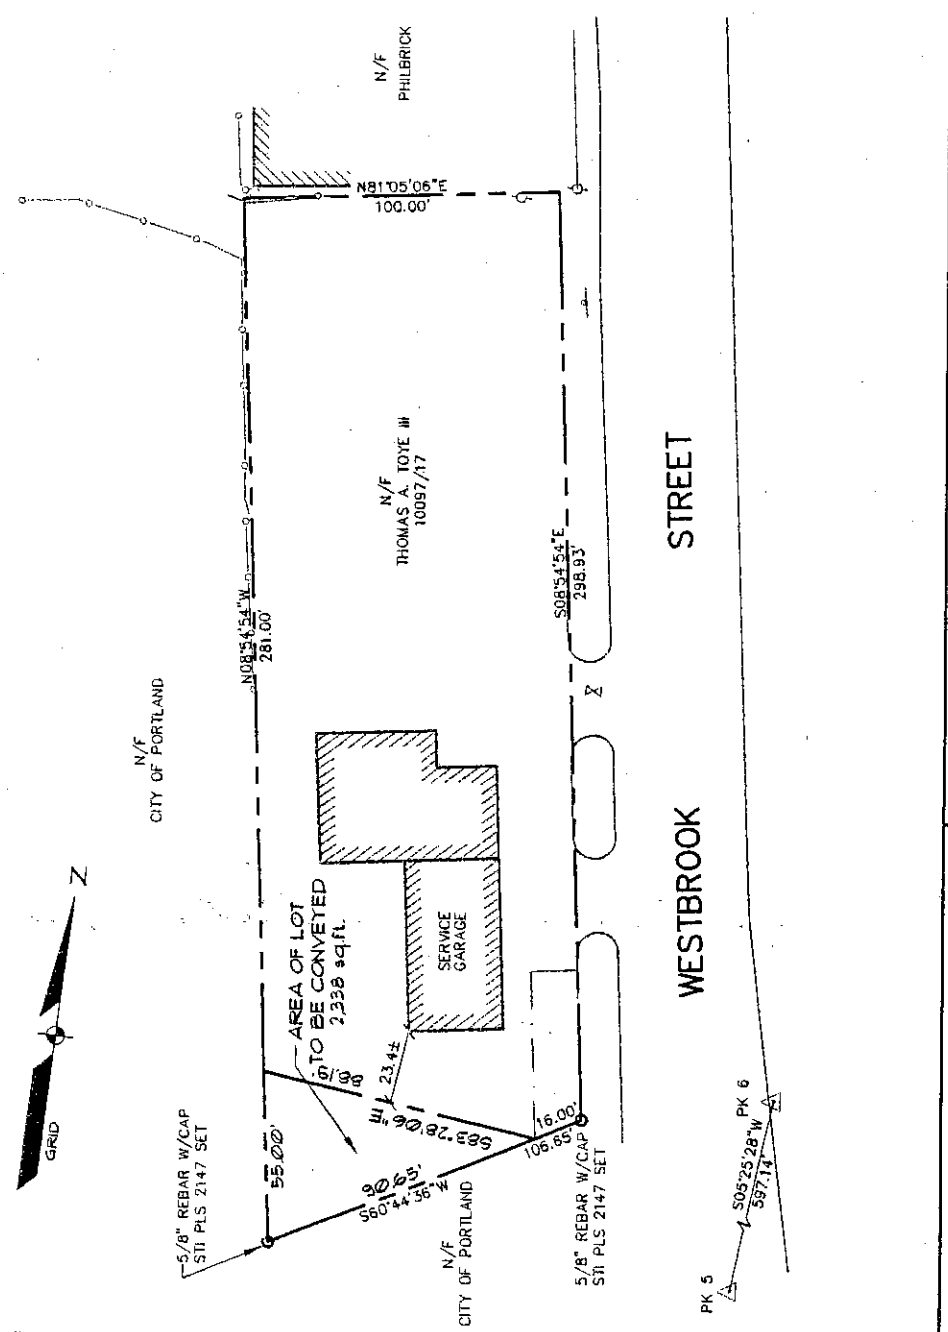 N/F
PHILBRICK
N81°05'06"E
100.00'
N/F
THOMAS A. TOYE III
10097/17
S08°54'54"E
298.93'
N08°54'54"W
281.00'
N/F
CITY OF PORTLAND
WESTBROOK STREET
SERVICE
GARAGE
AREA OF LOT
TO BE CONVEYED
2,338 sq.ft.
Z
GRID
23.4±
88.19'
S83°28'06"E
16.00'
106.65'
55.00'
90.65'
S60°44'36"W
5/8" REBAR W/CAP
STI PLS 2147 SET
N/F
CITY OF PORTLAND
5/8" REBAR W/CAP
STI PLS 2147 SET
PK 6
S05°25'28"W
597.14'
PK 5